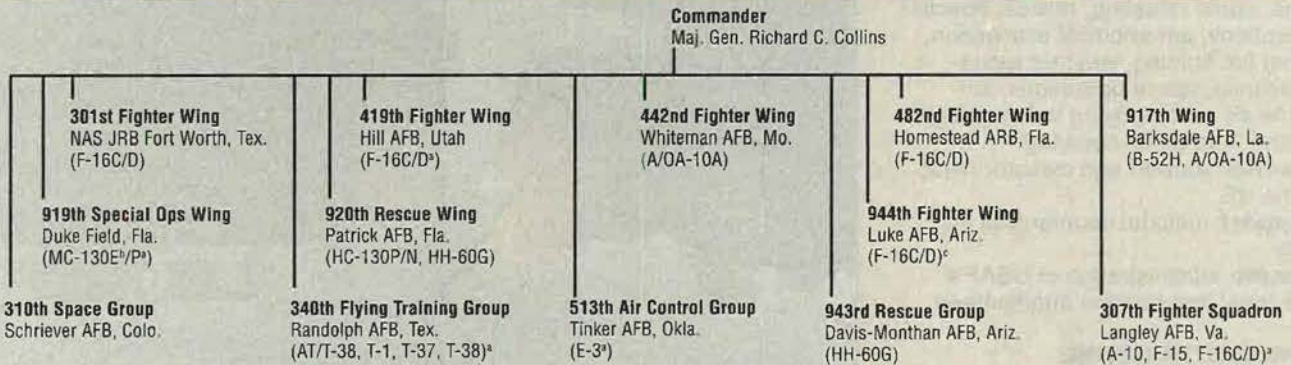 Commander
Maj. Gen. Richard C. Collins
301st Fighter Wing
NAS JRB Fort Worth, Tex.
(F-16C/D)
419th Fighter Wing
Hill AFB, Utah
(F-16C/Dᵃ)
442nd Fighter Wing
Whiteman AFB, Mo.
(A/OA-10A)
482nd Fighter Wing
Homestead ARB, Fla.
(F-16C/D)
917th Wing
Barksdale AFB, La.
(B-52H, A/OA-10A)
919th Special Ops Wing
Duke Field, Fla.
(MC-130Eᵇ/Pᵃ)
920th Rescue Wing
Patrick AFB, Fla.
(HC-130P/N, HH-60G)
944th Fighter Wing
Luke AFB, Ariz.
(F-16C/D)ᶜ
310th Space Group
Schriever AFB, Colo.
340th Flying Training Group
Randolph AFB, Tex.
(AT/T-38, T-1, T-37, T-38)ᵃ
513th Air Control Group
Tinker AFB, Okla.
(E-3ᵃ)
943rd Rescue Group
Davis-Monthan AFB, Ariz.
(HH-60G)
307th Fighter Squadron
Langley AFB, Va.
(A-10, F-15, F-16C/D)ᵃ